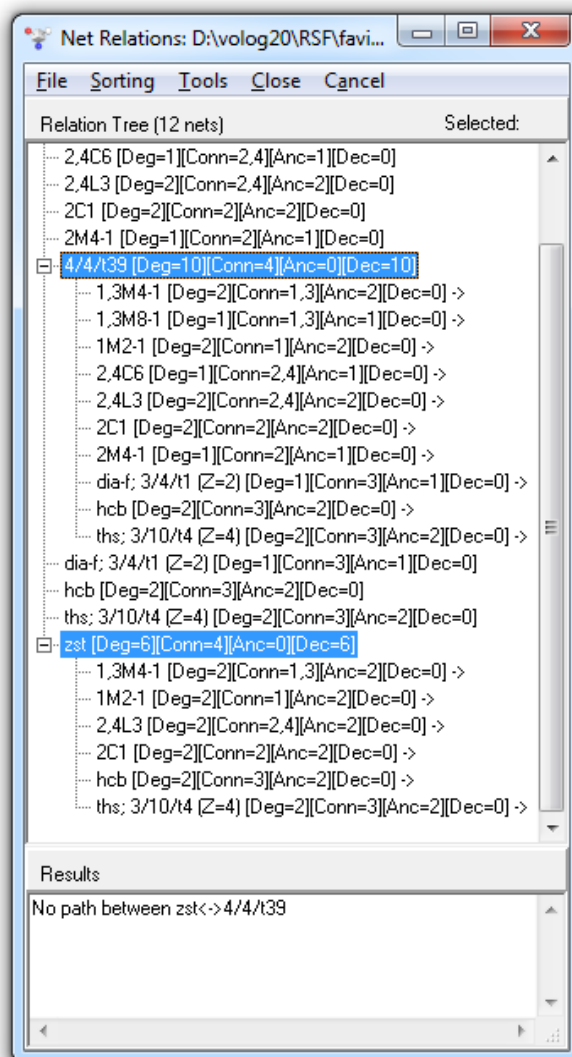 Net Relations: D:\volog20\RSF\favi...
File Sorting Tools Close Cancel
Relation Tree (12 nets) Selected:
2,4C6 [Deg=1][Conn=2,4][Anc=1][Dec=0]
2,4L3 [Deg=2][Conn=2,4][Anc=2][Dec=0]
2C1 [Deg=2][Conn=2][Anc=2][Dec=0]
2M4-1 [Deg=1][Conn=2][Anc=1][Dec=0]
4/4/t39 [Deg=10][Conn=4][Anc=0][Dec=10]
1,3M4-1 [Deg=2][Conn=1,3][Anc=2][Dec=0] ->
1,3M8-1 [Deg=1][Conn=1,3][Anc=1][Dec=0] ->
1M2-1 [Deg=2][Conn=1][Anc=2][Dec=0] ->
2,4C6 [Deg=1][Conn=2,4][Anc=1][Dec=0] ->
2,4L3 [Deg=2][Conn=2,4][Anc=2][Dec=0] ->
2C1 [Deg=2][Conn=2][Anc=2][Dec=0] ->
2M4-1 [Deg=1][Conn=2][Anc=1][Dec=0] ->
dia-f; 3/4/t1 (Z=2) [Deg=1][Conn=3][Anc=1][Dec=0] ->
hcb [Deg=2][Conn=3][Anc=2][Dec=0] ->
ths; 3/10/t4 (Z=4) [Deg=2][Conn=3][Anc=2][Dec=0] ->
dia-f; 3/4/t1 (Z=2) [Deg=1][Conn=3][Anc=1][Dec=0]
hcb [Deg=2][Conn=3][Anc=2][Dec=0]
ths; 3/10/t4 (Z=4) [Deg=2][Conn=3][Anc=2][Dec=0]
zst [Deg=6][Conn=4][Anc=0][Dec=6]
1,3M4-1 [Deg=2][Conn=1,3][Anc=2][Dec=0] ->
1M2-1 [Deg=2][Conn=1][Anc=2][Dec=0] ->
2,4L3 [Deg=2][Conn=2,4][Anc=2][Dec=0] ->
2C1 [Deg=2][Conn=2][Anc=2][Dec=0] ->
hcb [Deg=2][Conn=3][Anc=2][Dec=0] ->
ths; 3/10/t4 (Z=4) [Deg=2][Conn=3][Anc=2][Dec=0] ->
Results
No path between zst<->4/4/t39